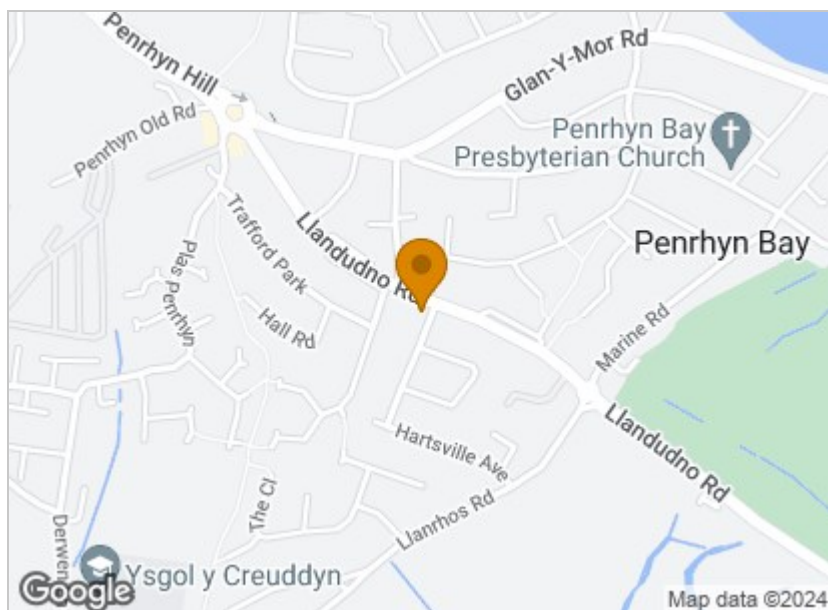 Penrhyn Hill
Glan-Y-Mor Rd
Penrhyn Old Rd
Penrhyn Bay
Presbyterian Church
Trafford Park
Llandudno Rd
Penrhyn Bay
Plas Penrhyn
Hall Rd
Marine Rd
Hartsville Ave
Llandudno Rd
The Cl
Llanrhos Rd
Derwen
Ysgol y Creuddyn
Google
Map data ©2024